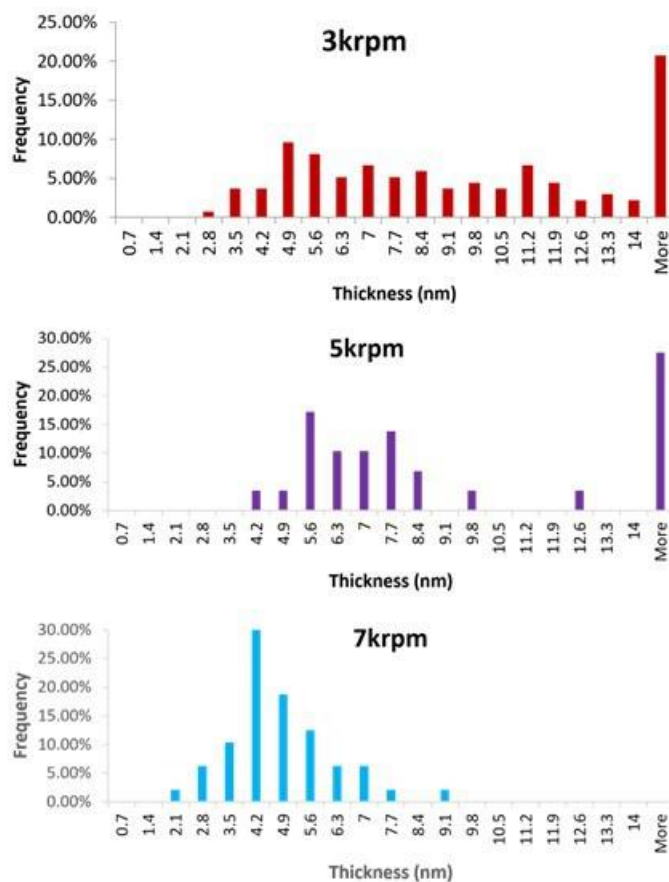 3krpm
Frequency
25.00%
20.00%
15.00%
10.00%
5.00%
0.00%
0.7 1.4 2.1 2.8 3.5 4.2 4.9 5.6 6.3 7 7.7 8.4 9.1 9.8 10.5 11.2 11.9 12.6 13.3 14 More
Thickness (nm)
5krpm
Frequency
30.00%
25.00%
20.00%
15.00%
10.00%
5.00%
0.00%
0.7 1.4 2.1 2.8 3.5 4.2 4.9 5.6 6.3 7 7.7 8.4 9.1 9.8 10.5 11.2 11.9 12.6 13.3 14 More
Thickness (nm)
7krpm
Frequency
30.00%
25.00%
20.00%
15.00%
10.00%
5.00%
0.00%
0.7 1.4 2.1 2.8 3.5 4.2 4.9 5.6 6.3 7 7.7 8.4 9.1 9.8 10.5 11.2 11.9 12.6 13.3 14 More
Thickness (nm)